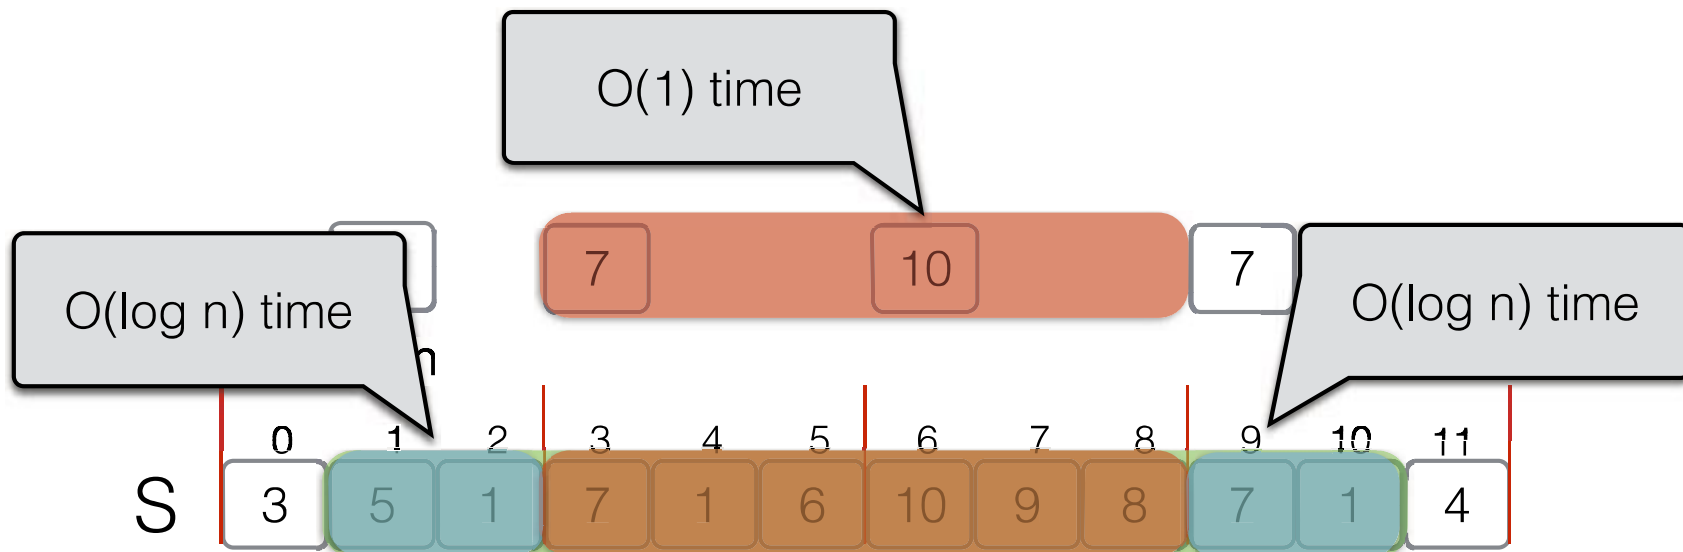 O(1) time
7 10 7
O(log n) time
O(log n) time
n
0 1 2 3 4 5 6 7 8 9 10 11
S 3 5 1 7 1 6 10 9 8 7 1 4